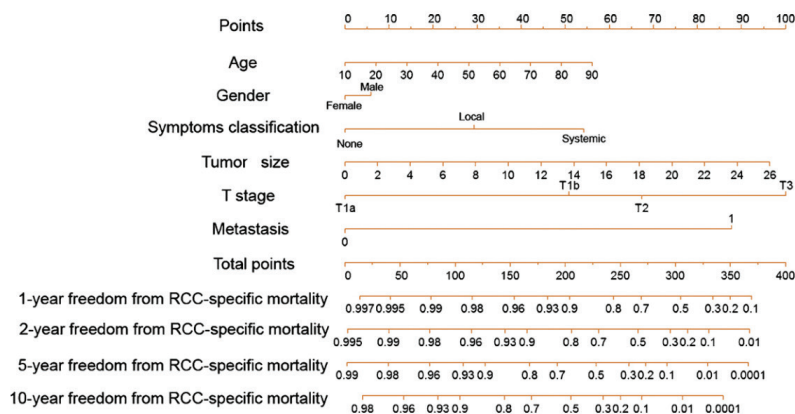 Points 0 10 20 30 40 50 60 70 80 90 100
Age
10 20 30 40 50 60 70 80 90
Male
Gender
Female
Local
Symptoms classification
None Systemic
Tumor size
0 2 4 6 8 10 12 14 16 18 20 22 24 26
T1b T3
T stage
T1a T2
1
Metastasis
0
Total points
0 50 100 150 200 250 300 350 400
1-year freedom from RCC-specific mortality
0.997 0.995 0.99 0.98 0.96 0.93 0.9 0.8 0.7 0.5 0.3 0.2 0.1
2-year freedom from RCC-specific mortality
0.995 0.99 0.98 0.96 0.93 0.9 0.8 0.7 0.5 0.3 0.2 0.1 0.01
5-year freedom from RCC-specific mortality
0.99 0.98 0.96 0.93 0.9 0.8 0.7 0.5 0.3 0.2 0.1 0.01 0.0001
10-year freedom from RCC-specific mortality
0.98 0.96 0.93 0.9 0.8 0.7 0.5 0.3 0.2 0.1 0.01 0.0001